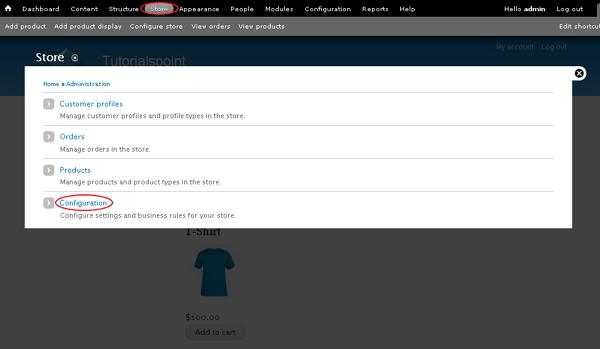 Dashboard Content Structure Store Appearance People Modules Configuration Reports Help Hello admin Log out
Add product Add product display Configure store View orders View products Edit shortcu
My account Log out
Store
Tutorialspoint
Home » Administration
Customer profiles
Manage customer profiles and profile types in the store.
Orders
Manage orders in the store.
Products
Manage products and product types in the store.
Configuration
Configure settings and business rules for your store.
T-Shirt
$100.00
Add to cart